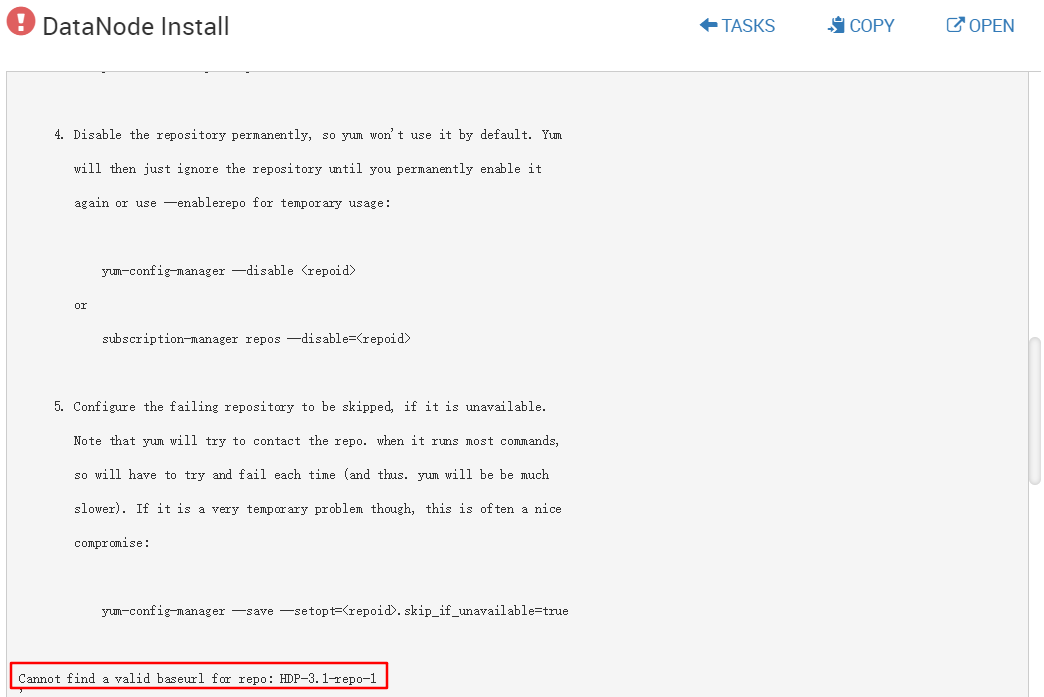 DataNode Install
TASKS
COPY
OPEN
4. Disable the repository permanently, so yum won't use it by default. Yum
will then just ignore the repository until you permanently enable it
again or use --enablerepo for temporary usage:
yum-config-manager --disable <repoid>
or
subscription-manager repos --disable=<repoid>
5. Configure the failing repository to be skipped, if it is unavailable.
Note that yum will try to contact the repo. when it runs most commands,
so will have to try and fail each time (and thus. yum will be be much
slower). If it is a very temporary problem though, this is often a nice
compromise:
yum-config-manager --save --setopt=<repoid>.skip_if_unavailable=true
Cannot find a valid baseurl for repo: HDP-3.1-repo-1